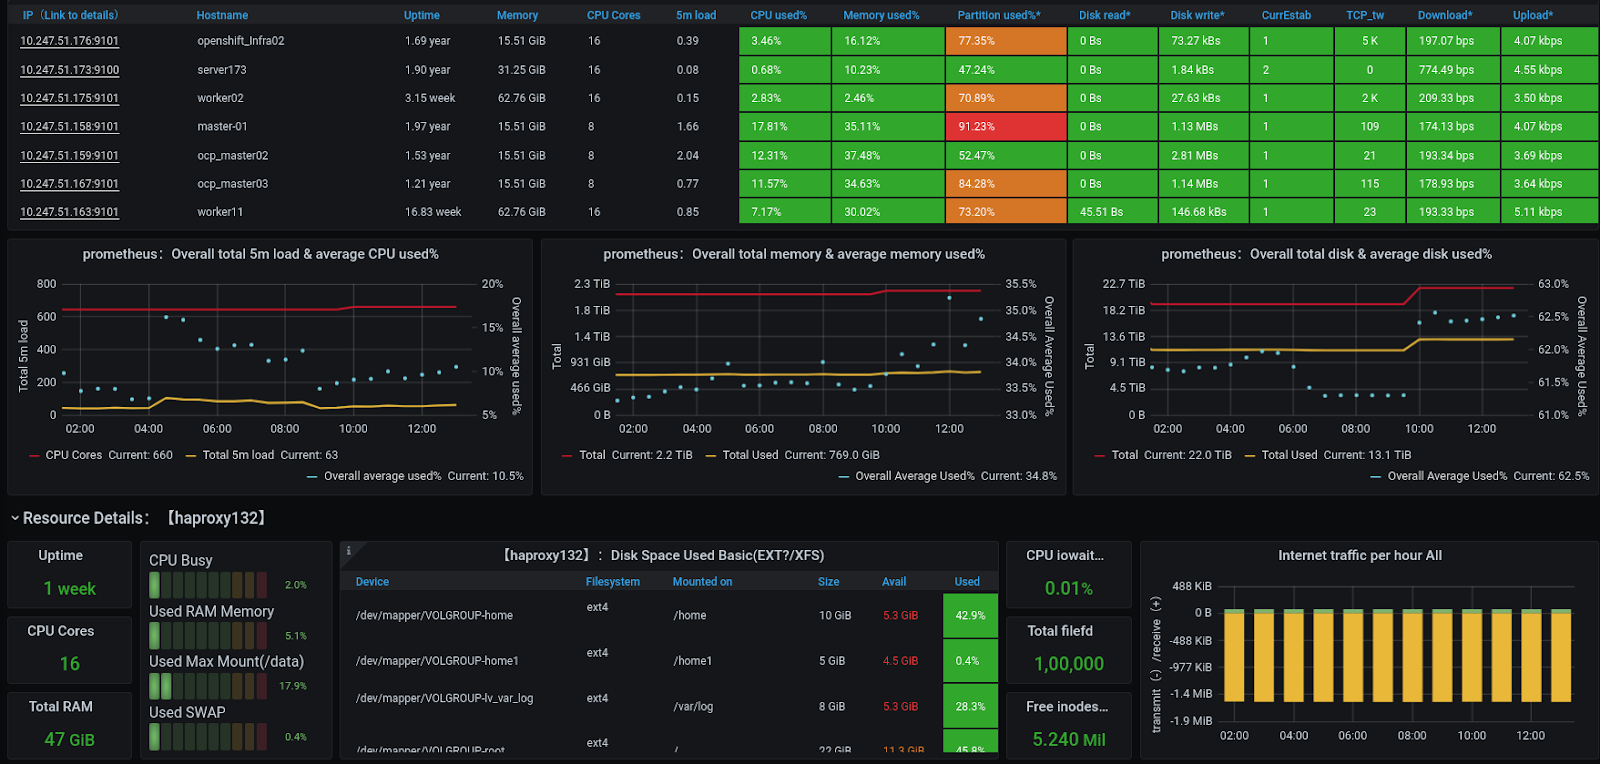 IP (Link to details) Hostname Uptime Memory CPU Cores 5m load CPU used% Memory used% Partition used%* Disk read* Disk write* CurrEstab TCP_tw Download* Upload*
10.247.51.176:9101 openshift_Infra02 1.69 year 15.51 GiB 16 0.39 3.46% 16.12% 77.35% 0 Bs 73.27 kBs 1 5 K 197.07 bps 4.07 kbps
10.247.51.173:9100 server173 1.90 year 31.25 GiB 16 0.08 0.68% 10.23% 47.24% 0 Bs 1.84 kBs 2 0 774.49 bps 4.55 kbps
10.247.51.175:9101 worker02 3.15 week 62.76 GiB 16 0.15 2.83% 2.46% 70.89% 0 Bs 27.63 kBs 1 2 K 209.33 bps 3.50 kbps
10.247.51.158:9101 master-01 1.97 year 15.51 GiB 8 1.66 17.81% 35.11% 91.23% 0 Bs 1.13 MBs 1 109 174.13 bps 4.07 kbps
10.247.51.159:9101 ocp_master02 1.53 year 15.51 GiB 8 2.04 12.31% 37.48% 52.47% 0 Bs 2.81 MBs 1 21 193.34 bps 3.69 kbps
10.247.51.167:9101 ocp_master03 1.21 year 15.51 GiB 8 0.77 11.57% 34.63% 84.28% 0 Bs 1.14 MBs 1 115 178.93 bps 3.64 kbps
10.247.51.163:9101 worker11 16.83 week 62.76 GiB 16 0.85 7.17% 30.02% 73.20% 45.51 Bs 146.68 kBs 1 23 193.33 bps 5.11 kbps
prometheus：Overall total 5m load & average CPU used%
800
600
400
200
0
Total 5m load
20%
15%
10%
5%
Overall average used%
02:00 04:00 06:00 08:00 10:00 12:00
CPU Cores Current: 660 Total 5m load Current: 63
Overall average used% Current: 10.5%
prometheus：Overall total memory & average memory used%
2.3 TiB
1.8 TiB
1.4 TiB
931 GiB
466 GiB
0 B
Total
35.5%
35.0%
34.5%
34.0%
33.5%
33.0%
Overall Average Used%
02:00 04:00 06:00 08:00 10:00 12:00
Total Current: 2.2 TiB Total Used Current: 769.0 GiB
Overall Average Used% Current: 34.8%
prometheus：Overall total disk & average disk used%
22.7 TiB
18.2 TiB
13.6 TiB
9.1 TiB
4.5 TiB
0 B
Total
63.0%
62.5%
62.0%
61.5%
61.0%
Overall Average Used%
02:00 04:00 06:00 08:00 10:00 12:00
Total Current: 22.0 TiB Total Used Current: 13.1 TiB
Overall Average Used% Current: 62.5%
Resource Details：【haproxy132】
Uptime
1 week
CPU Cores
16
Total RAM
47 GiB
CPU Busy
2.0%
Used RAM Memory
5.1%
Used Max Mount(/data)
17.9%
Used SWAP
0.4%
i
【haproxy132】：Disk Space Used Basic(EXT?/XFS)
Device Filesystem Mounted on Size Avail Used
/dev/mapper/VOLGROUP-home ext4 /home 10 GiB 5.3 GiB 42.9%
/dev/mapper/VOLGROUP-home1 ext4 /home1 5 GiB 4.5 GiB 0.4%
/dev/mapper/VOLGROUP-lv_var_log ext4 /var/log 8 GiB 5.3 GiB 28.3%
/dev/mapper/VOLGROUP-root ext4 / 22 GiB 11.3 GiB 45.8%
CPU iowait...
0.01%
Total filefd
1,00,000
Free inodes...
5.240 Mil
Internet traffic per hour All
488 KiB
0 B
-488 KiB
-977 KiB
-1.4 MiB
-1.9 MiB
transmit (-) /receive (+)
02:00 04:00 06:00 08:00 10:00 12:00